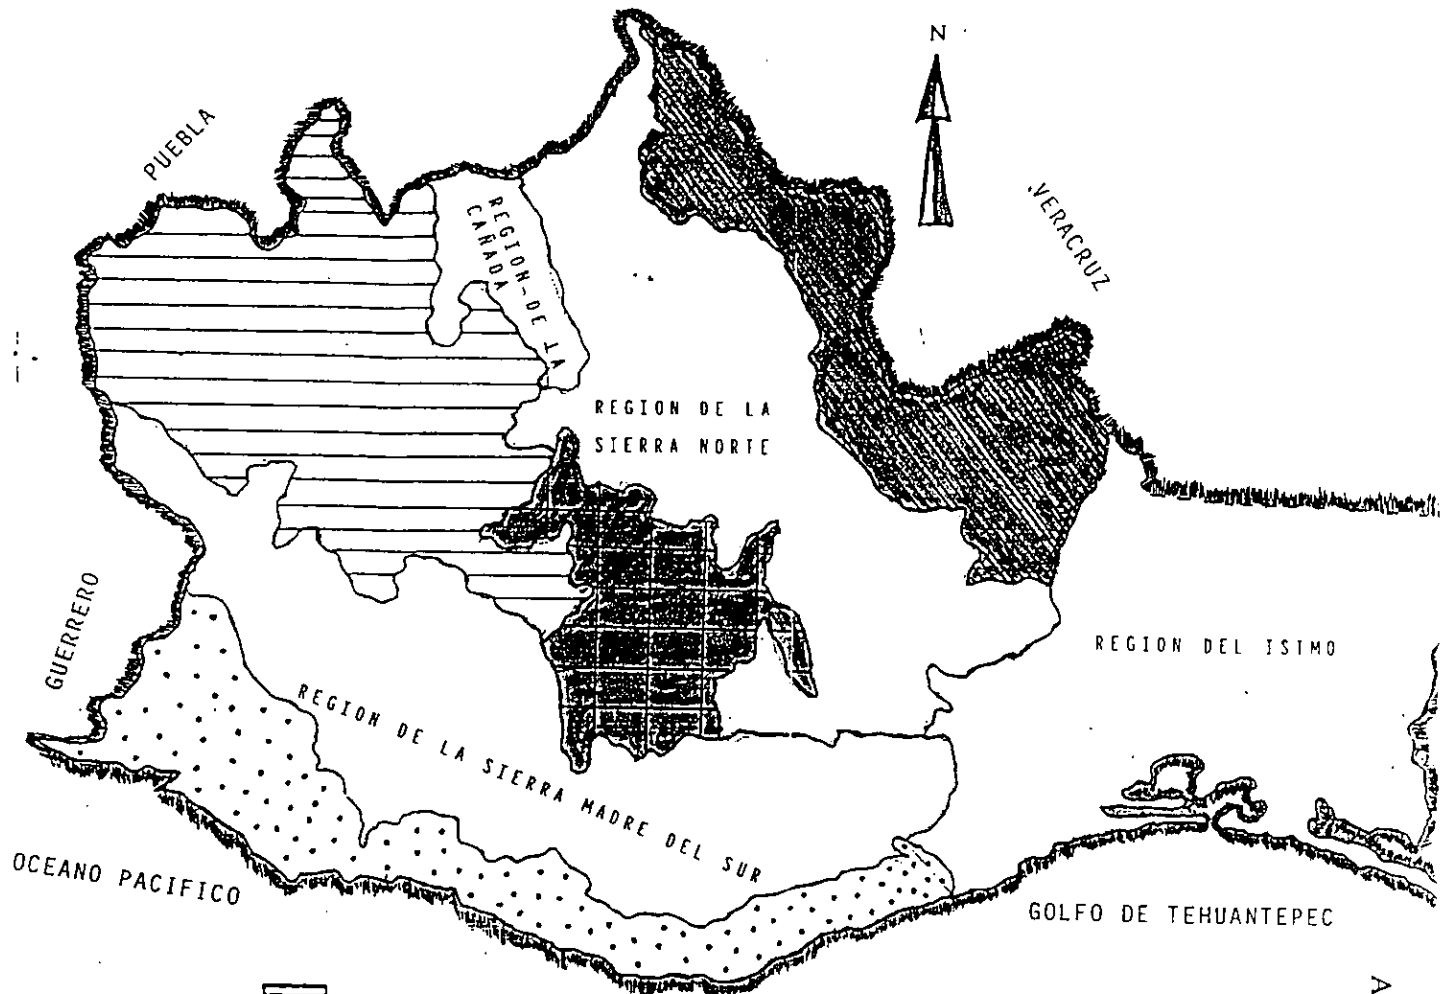 N
PUEBLA
VERACRUZ
REGION DE LA
CAÑADA
REGION DE LA
SIERRA NORTE
GUERRERO
REGION DEL ISTMO
REGION DE LA SIERRA MADRE DEL SUR
OCEANO PACIFICO
GOLFO DE TEHUANTEPEC
A